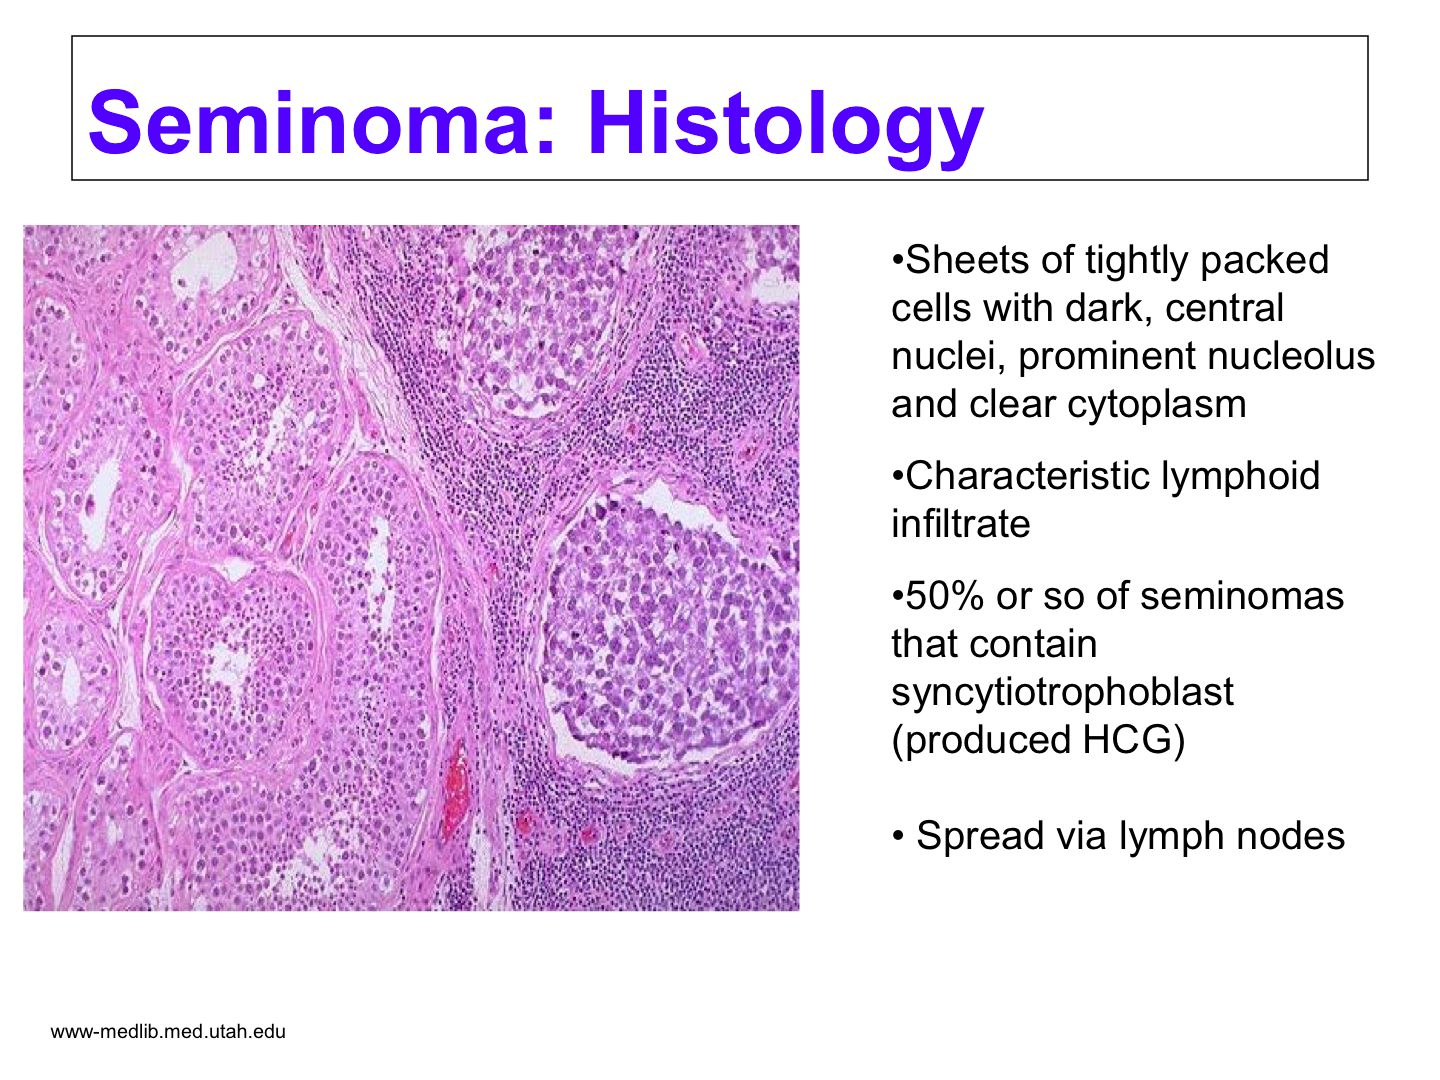 Seminoma: Histology
•Sheets of tightly packed
cells with dark, central
nuclei, prominent nucleolus
and clear cytoplasm
•Characteristic lymphoid
infiltrate
•50% or so of seminomas
that contain
syncytiotrophoblast
(produced HCG)
• Spread via lymph nodes
www-medlib.med.utah.edu